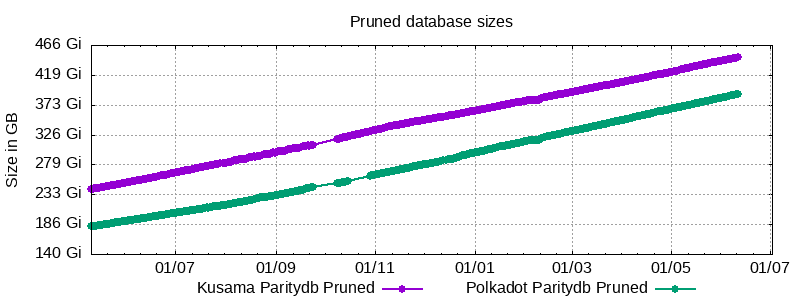 Pruned database sizes
Size in GB
466 Gi
419 Gi
373 Gi
326 Gi
279 Gi
233 Gi
186 Gi
140 Gi
01/07 01/09 01/11 01/01 01/03 01/05 01/07
Kusama Paritydb Pruned Polkadot Paritydb Pruned